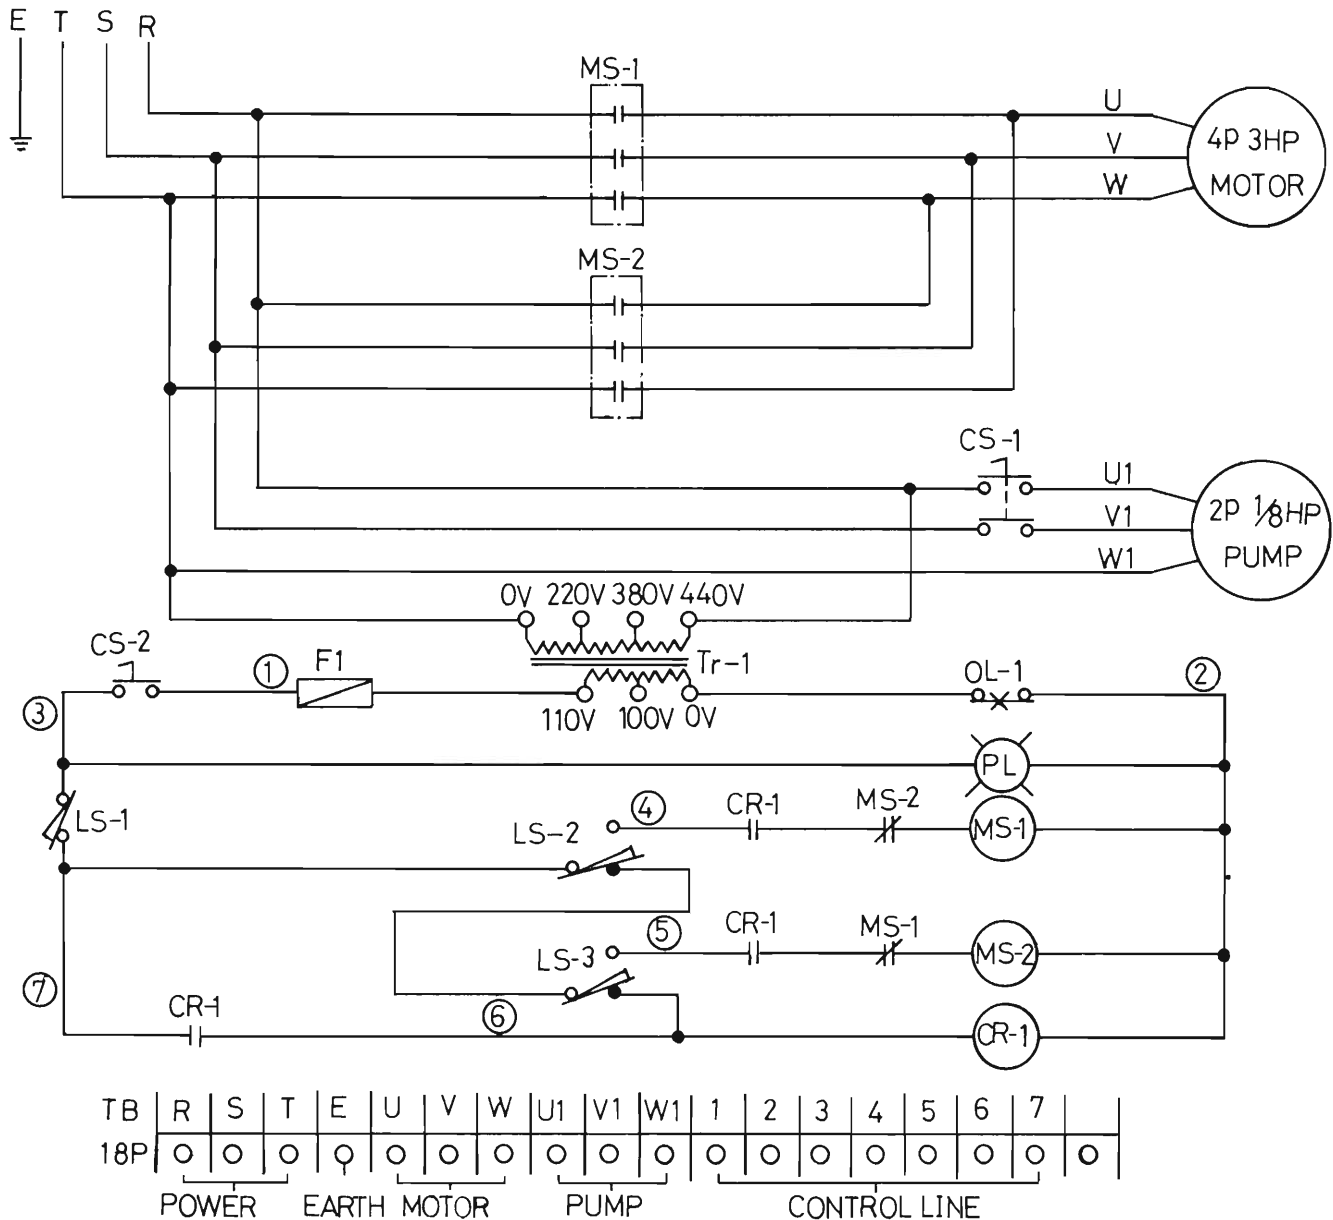 E T S R
MS-1
U
V
W
4P 3HP
MOTOR
MS-2
CS-1
U1
V1
W1
2P 1/8HP
PUMP
0V 220V 380V 440V
CS-2
① F1
Tr-1
OL-1
②
③
110V 100V 0V
PL
LS-1
④
CR-1
MS-2
MS-1
LS-2
⑤
CR-1
MS-1
MS-2
LS-3
⑦
CR-1
⑥
CR-1
TB R S T E U V W U1 V1 W1 1 2 3 4 5 6 7
18P
POWER EARTH MOTOR PUMP CONTROL LINE